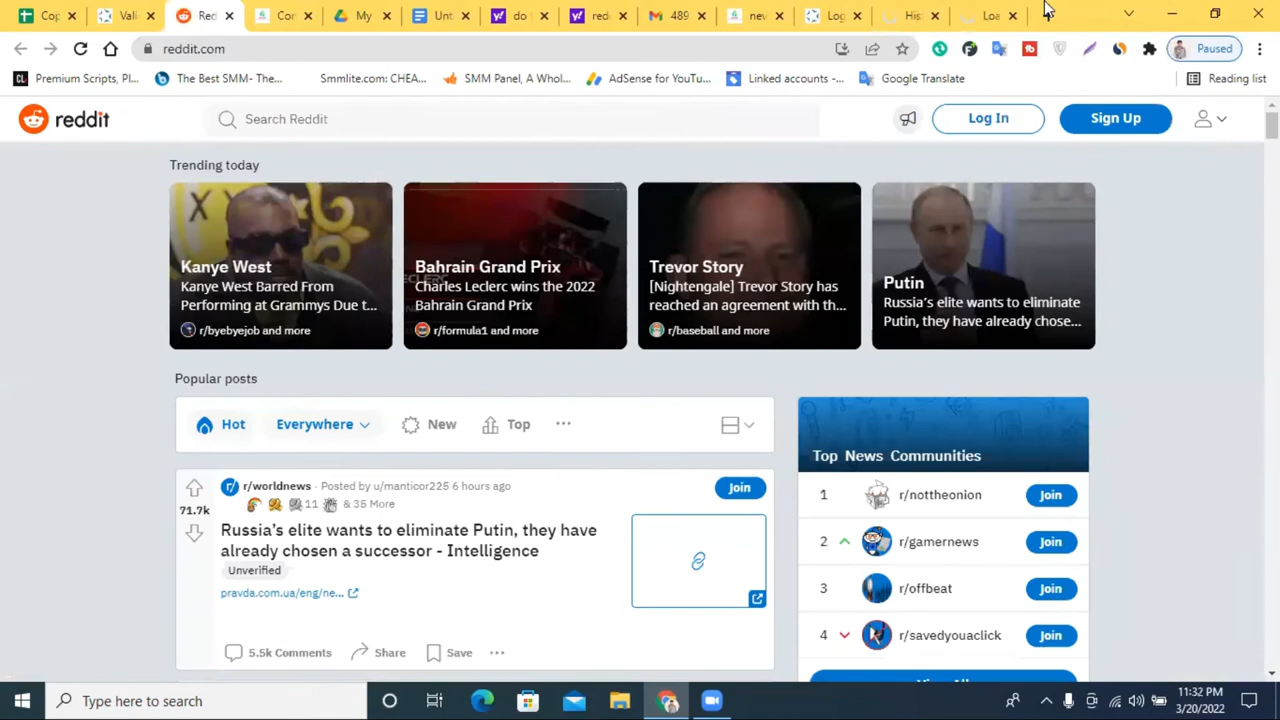 Cop
Vali
Red
Con
My
Unt
do
red
489
new
Log
His
Loa
reddit.com
Paused
Premium Scripts, Pl...
The Best SMM- The...
Smmlite.com: CHEA...
SMM Panel, A Whol...
AdSense for YouTu...
Linked accounts -...
Google Translate
Reading list
reddit
Search Reddit
Log In
Sign Up
Trending today
Kanye West
Kanye West Barred From
Performing at Grammys Due t...
r/byebyejob and more
Bahrain Grand Prix
Charles Leclerc wins the 2022
Bahrain Grand Prix
r/formula1 and more
Trevor Story
[Nightengale] Trevor Story has
reached an agreement with th...
r/baseball and more
Putin
Russia's elite wants to eliminate
Putin, they have already chose...
Popular posts
Hot
Everywhere
New
Top
...
r/worldnews · Posted by u/manticor225 6 hours ago
Join
11
& 35 More
71.7k
Russia's elite wants to eliminate Putin, they have
already chosen a successor - Intelligence
Unverified
pravda.com.ua/eng/ne...
5.5k Comments
Share
Save
...
Top News Communities
1 r/nottheonion Join
2 r/gamernews Join
3 r/offbeat Join
4 r/savedyouaclick Join
Type here to search
11:32 PM
3/20/2022